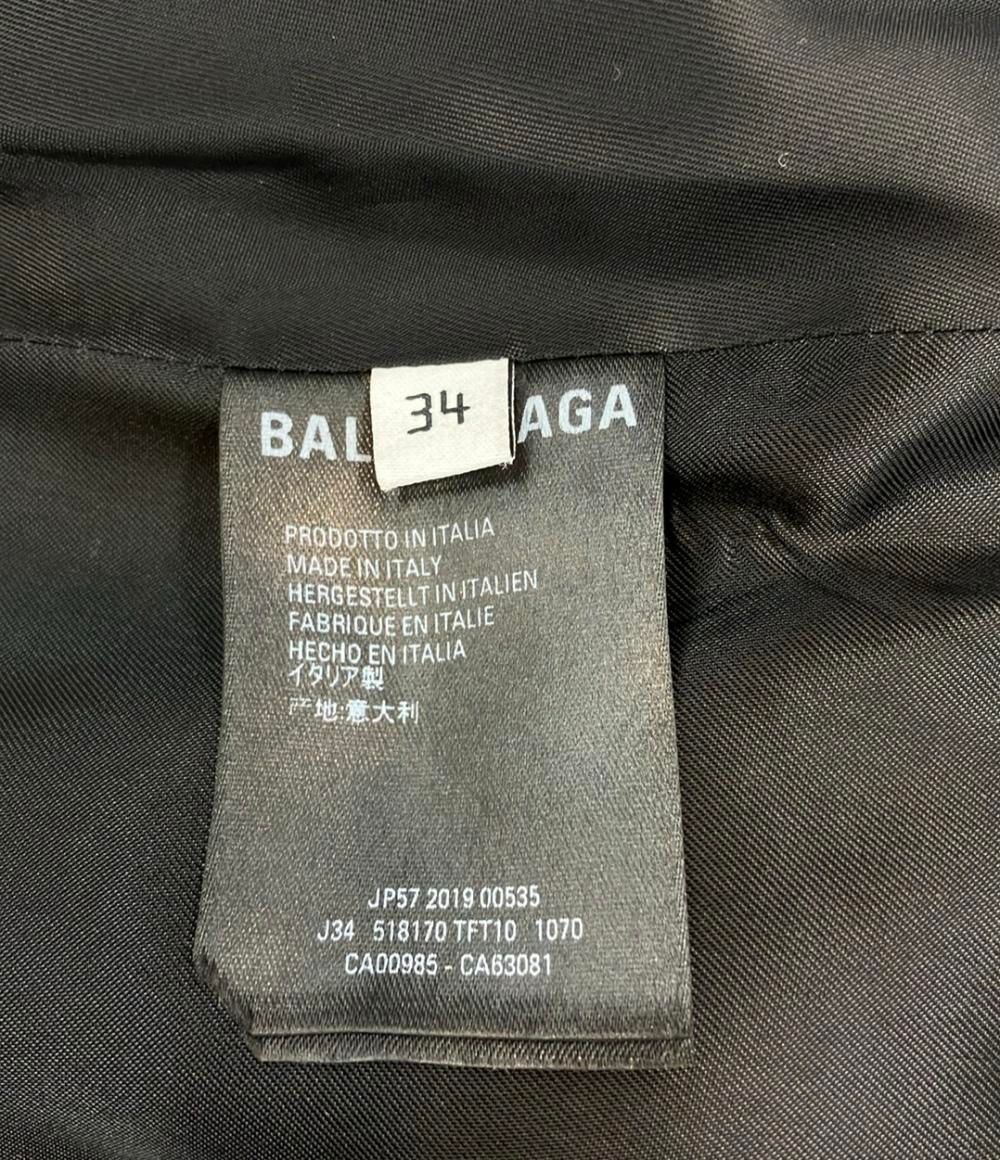 34
BAL AGA
PRODOTTO IN ITALIA
MADE IN ITALY
HERGESTELLT IN ITALIEN
FABRIQUE EN ITALIE
HECHO EN ITALIA
イタリア製
产地:意大利
JP57 2019 00535
J34 518170 TFT10 1070
CA00985 - CA63081